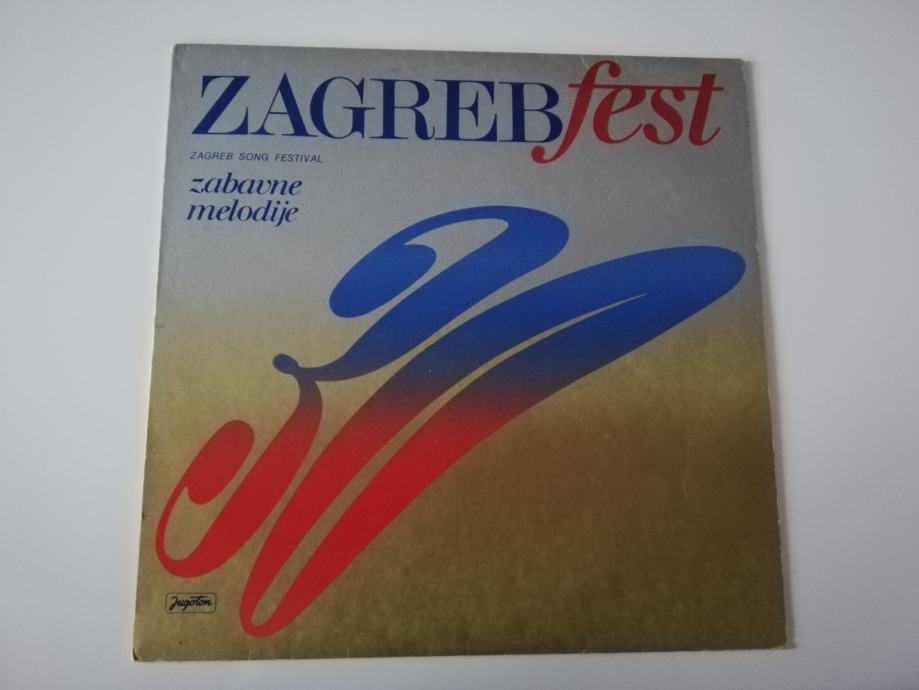 ZAGREBfest
ZAGREB SONG FESTIVAL
zabavne
melodije
Jugoton